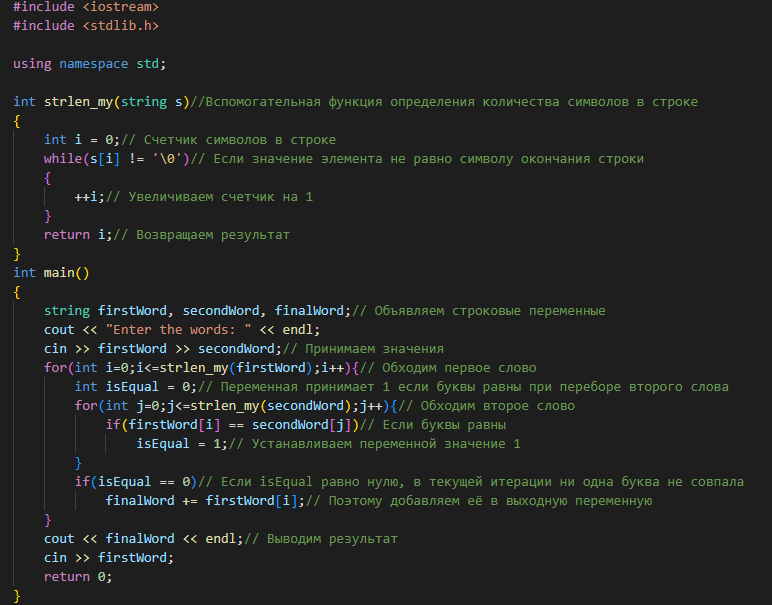 #include <iostream>
#include <stdlib.h>
using namespace std;
int strlen_my(string s)//Вспомогательная функция определения количества символов в строке
{
int i = 0;// Счетчик символов в строке
while(s[i] != '\0')// Если значение элемента не равно символу окончания строки
{
++i;// Увеличиваем счетчик на 1
}
return i;// Возвращаем результат
}
int main()
{
string firstWord, secondWord, finalWord;// Объявляем строковые переменные
cout << "Enter the words: " << endl;
cin >> firstWord >> secondWord;// Принимаем значения
for(int i=0;i<=strlen_my(firstWord);i++){// Обходим первое слово
int isEqual = 0;// Переменная принимает 1 если буквы равны при переборе второго слова
for(int j=0;j<=strlen_my(secondWord);j++){// Обходим второе слово
if(firstWord[i] == secondWord[j])// Если буквы равны
isEqual = 1;// Устанавливаем переменной значение 1
}
if(isEqual == 0)// Если isEqual равно нулю, в текущей итерации ни одна буква не совпала
finalWord += firstWord[i];// Поэтому добавляем её в выходную переменную
}
cout << finalWord << endl;// Выводим результат
cin >> firstWord;
return 0;
}